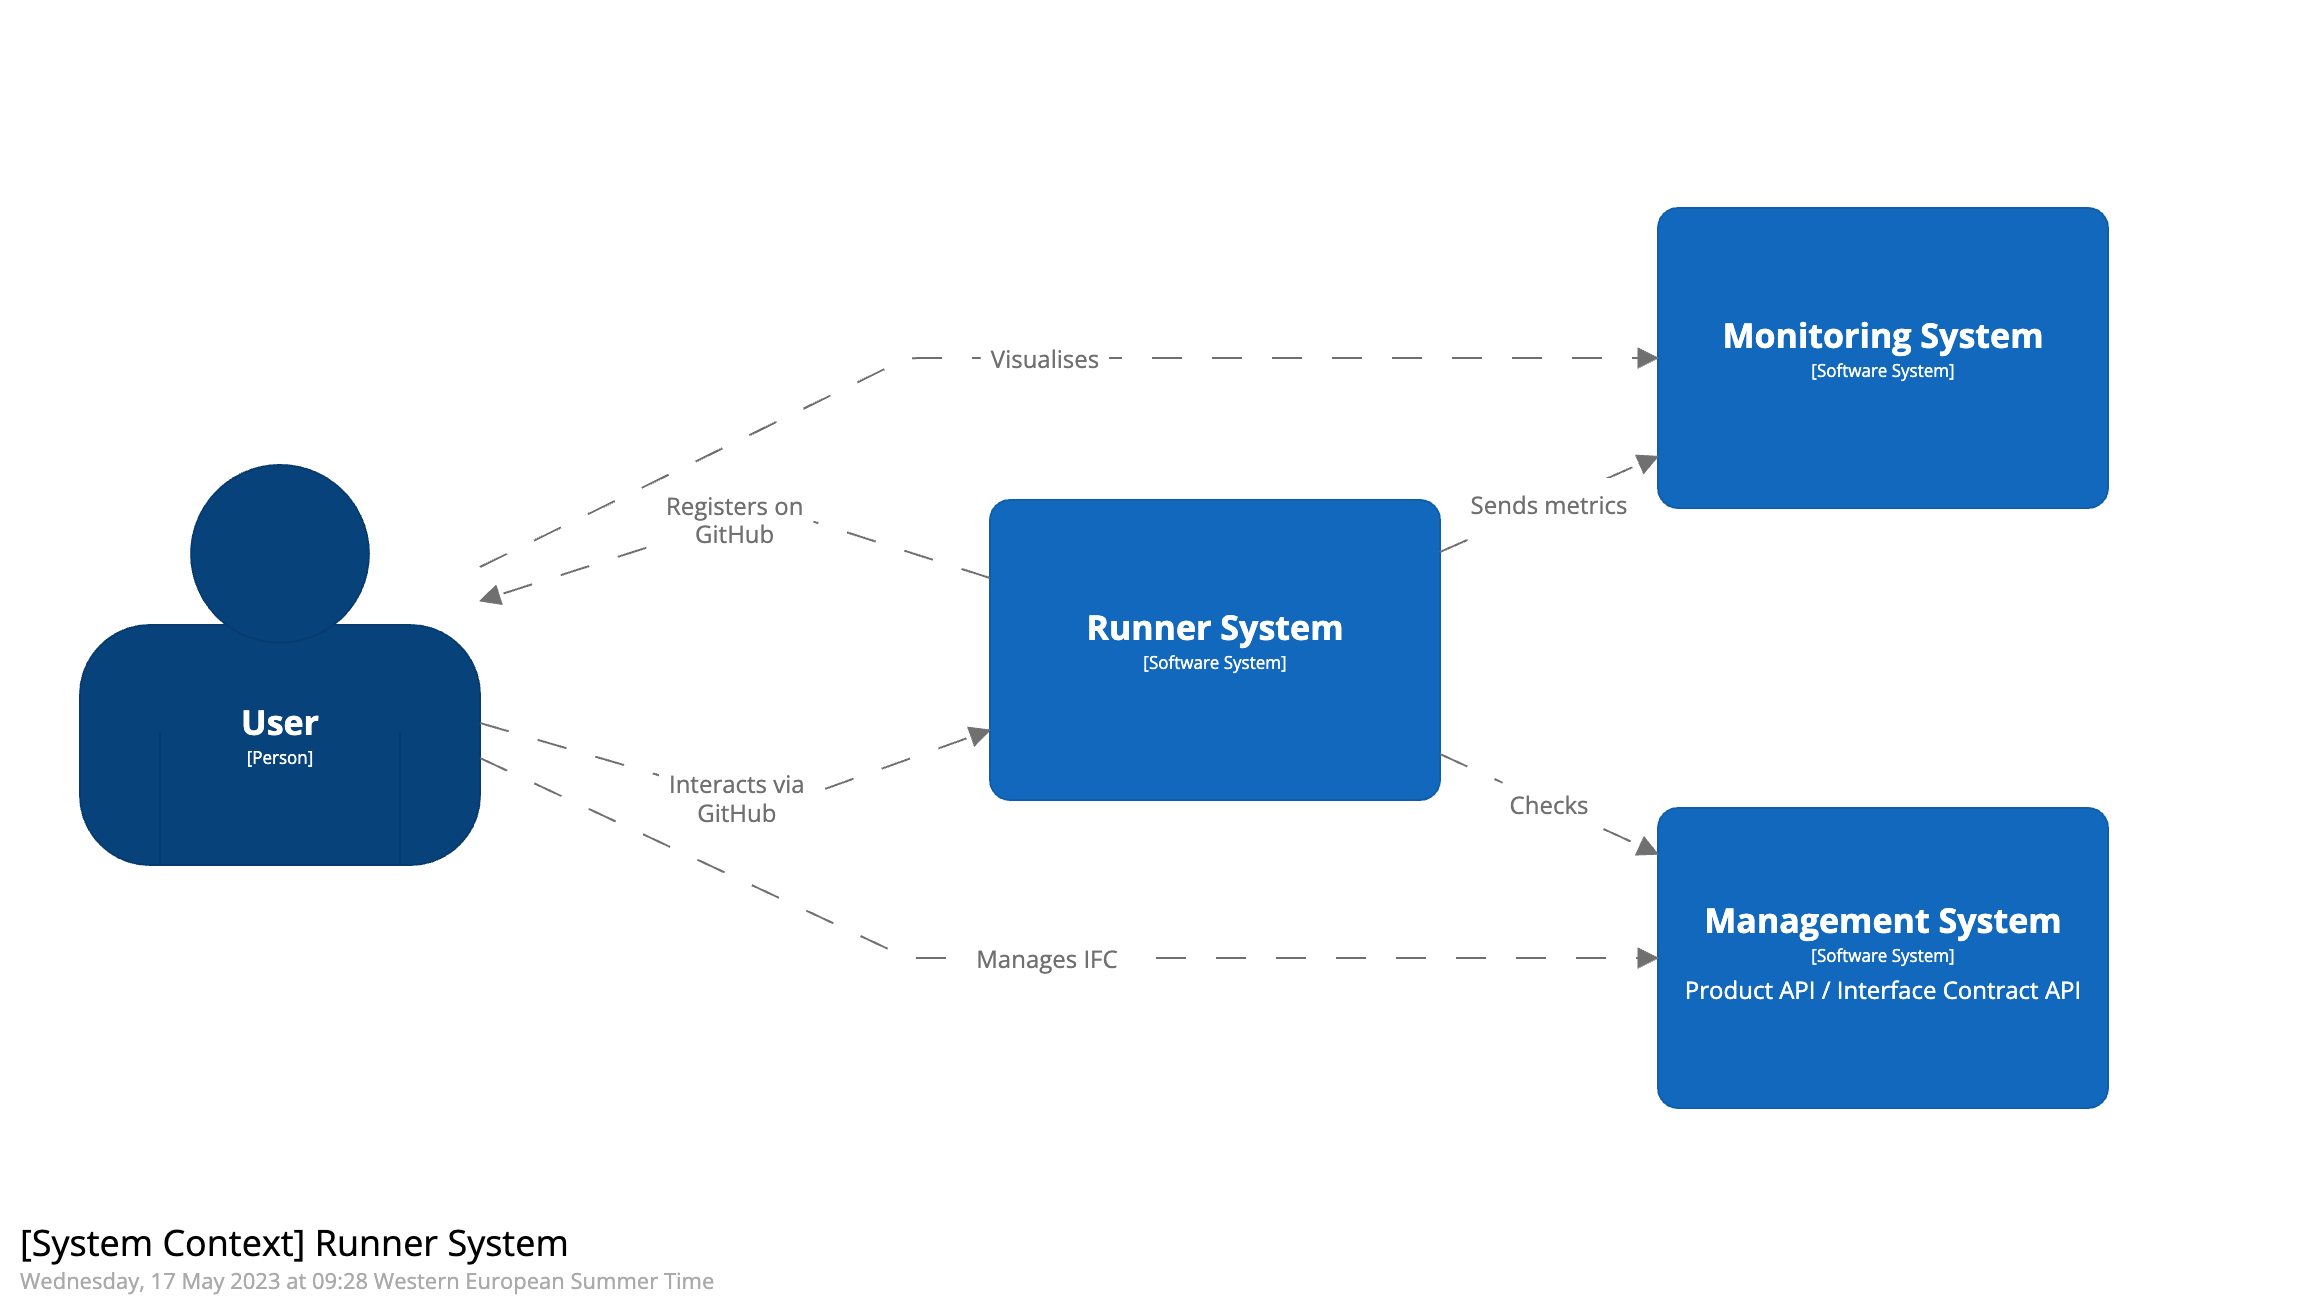 Visualises
Monitoring System
[Software System]
Registers on
GitHub
Sends metrics
Runner System
[Software System]
User
[Person]
Interacts via
GitHub
Checks
Manages IFC
Management System
[Software System]
Product API / Interface Contract API
[System Context] Runner System
Wednesday, 17 May 2023 at 09:28 Western European Summer Time